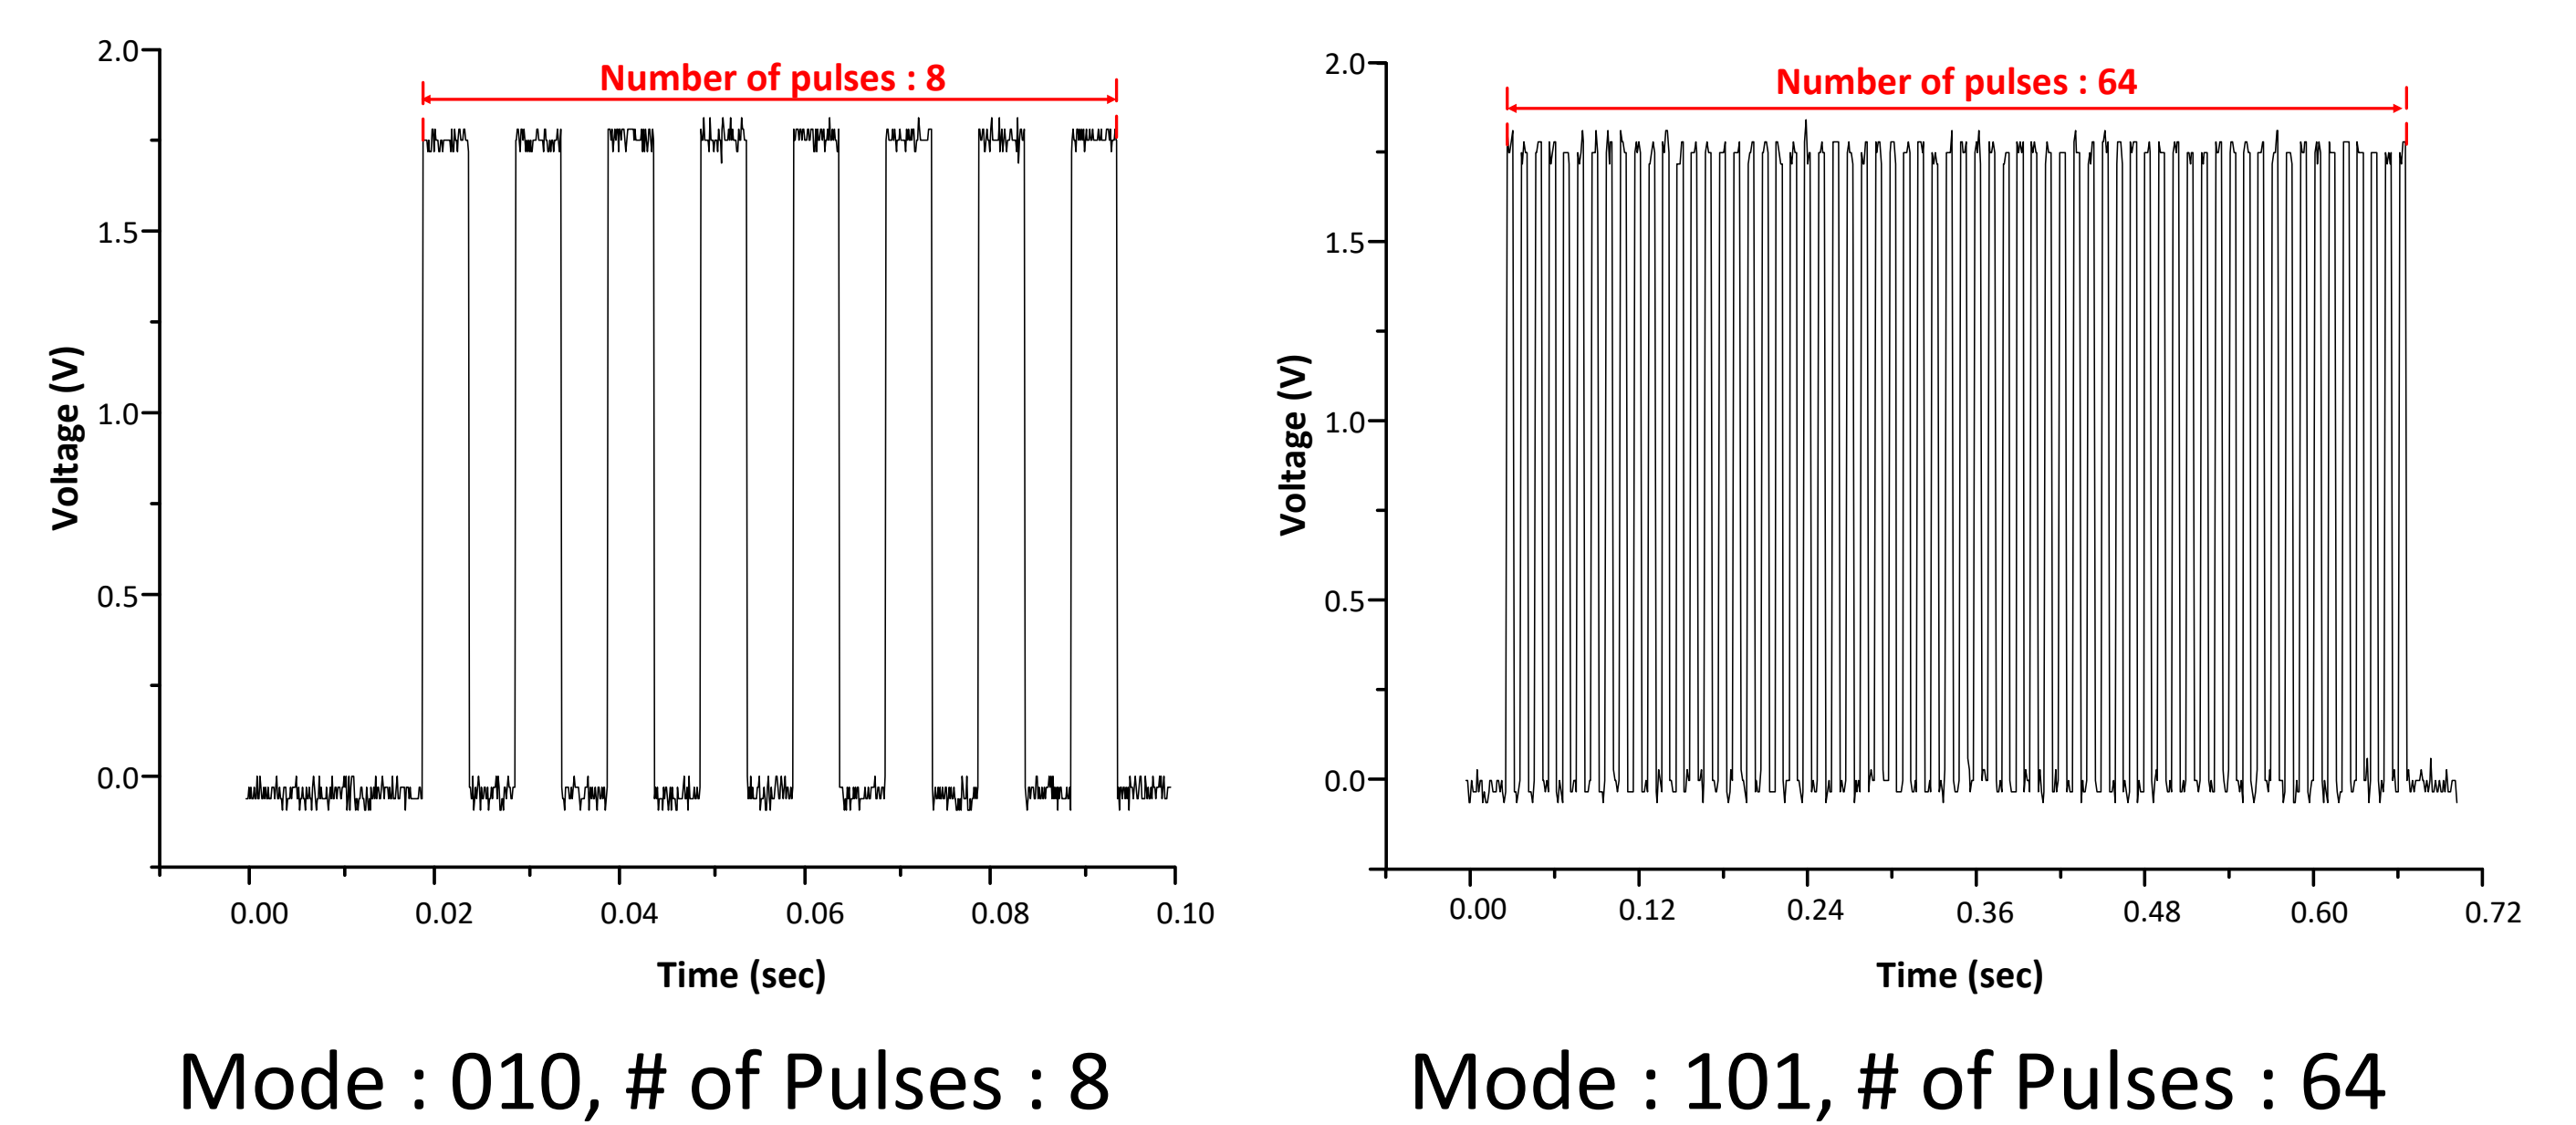 Number of pulses : 8
2.0
1.5
1.0
0.5
0.0
Voltage (V)
0.00 0.02 0.04 0.06 0.08 0.10
Time (sec)
Mode : 010, # of Pulses : 8
Number of pulses : 64
2.0
1.5
1.0
0.5
0.0
Voltage (V)
0.00 0.12 0.24 0.36 0.48 0.60 0.72
Time (sec)
Mode : 101, # of Pulses : 64